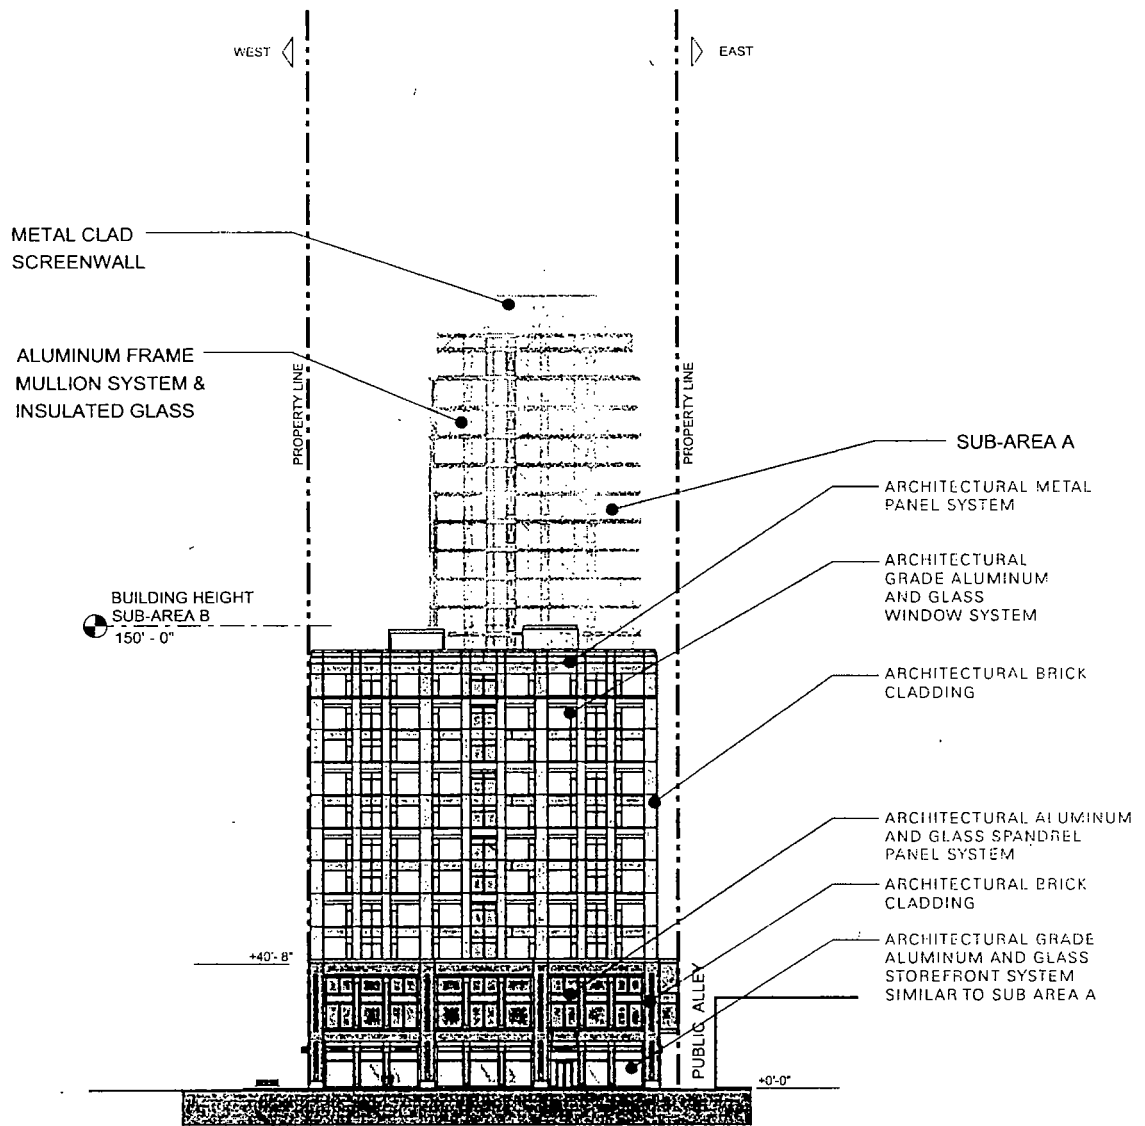 WEST
EAST
METAL CLAD
SCREENWALL
ALUMINUM FRAME
MULLION SYSTEM &
INSULATED GLASS
PROPERTY LINE
PROPERTY LINE
SUB-AREA A
ARCHITECTURAL METAL
PANEL SYSTEM
ARCHITECTURAL
GRADE ALUMINUM
AND GLASS
WINDOW SYSTEM
BUILDING HEIGHT
SUB-AREA B
150' - 0"
ARCHITECTURAL BRICK
CLADDING
ARCHITECTURAL ALUMINUM
AND GLASS SPANDREL
PANEL SYSTEM
ARCHITECTURAL BRICK
CLADDING
+40'- 8"
ARCHITECTURAL GRADE
ALUMINUM AND GLASS
STOREFRONT SYSTEM
SIMILAR TO SUB AREA A
PUBLIC ALLEY
+0'-0"